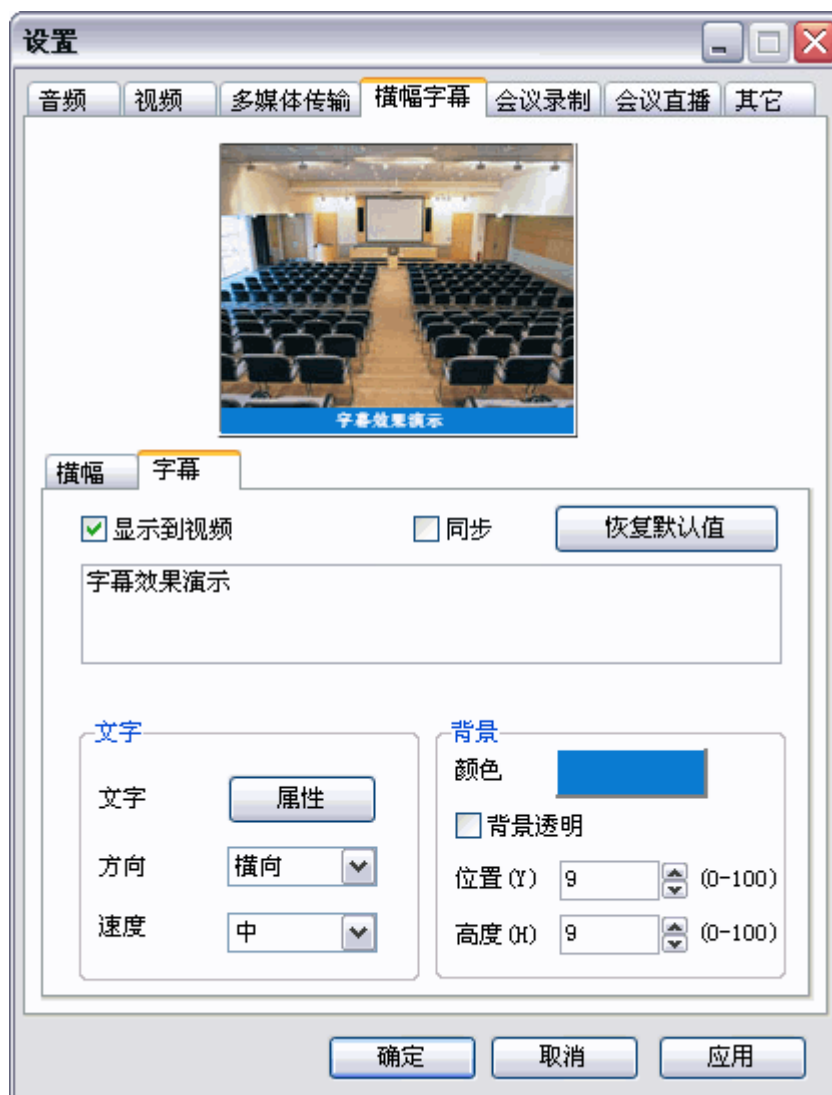 设置
音频 视频 多媒体传输 横幅字幕 会议录制 会议直播 其它
字幕效果演示
横幅 字幕
显示到视频 同步 恢复默认值
字幕效果演示
文字
文字 属性
方向 横向
速度 中
背景
颜色
背景透明
位置(Y) 9 (0-100)
高度(H) 9 (0-100)
确定 取消 应用